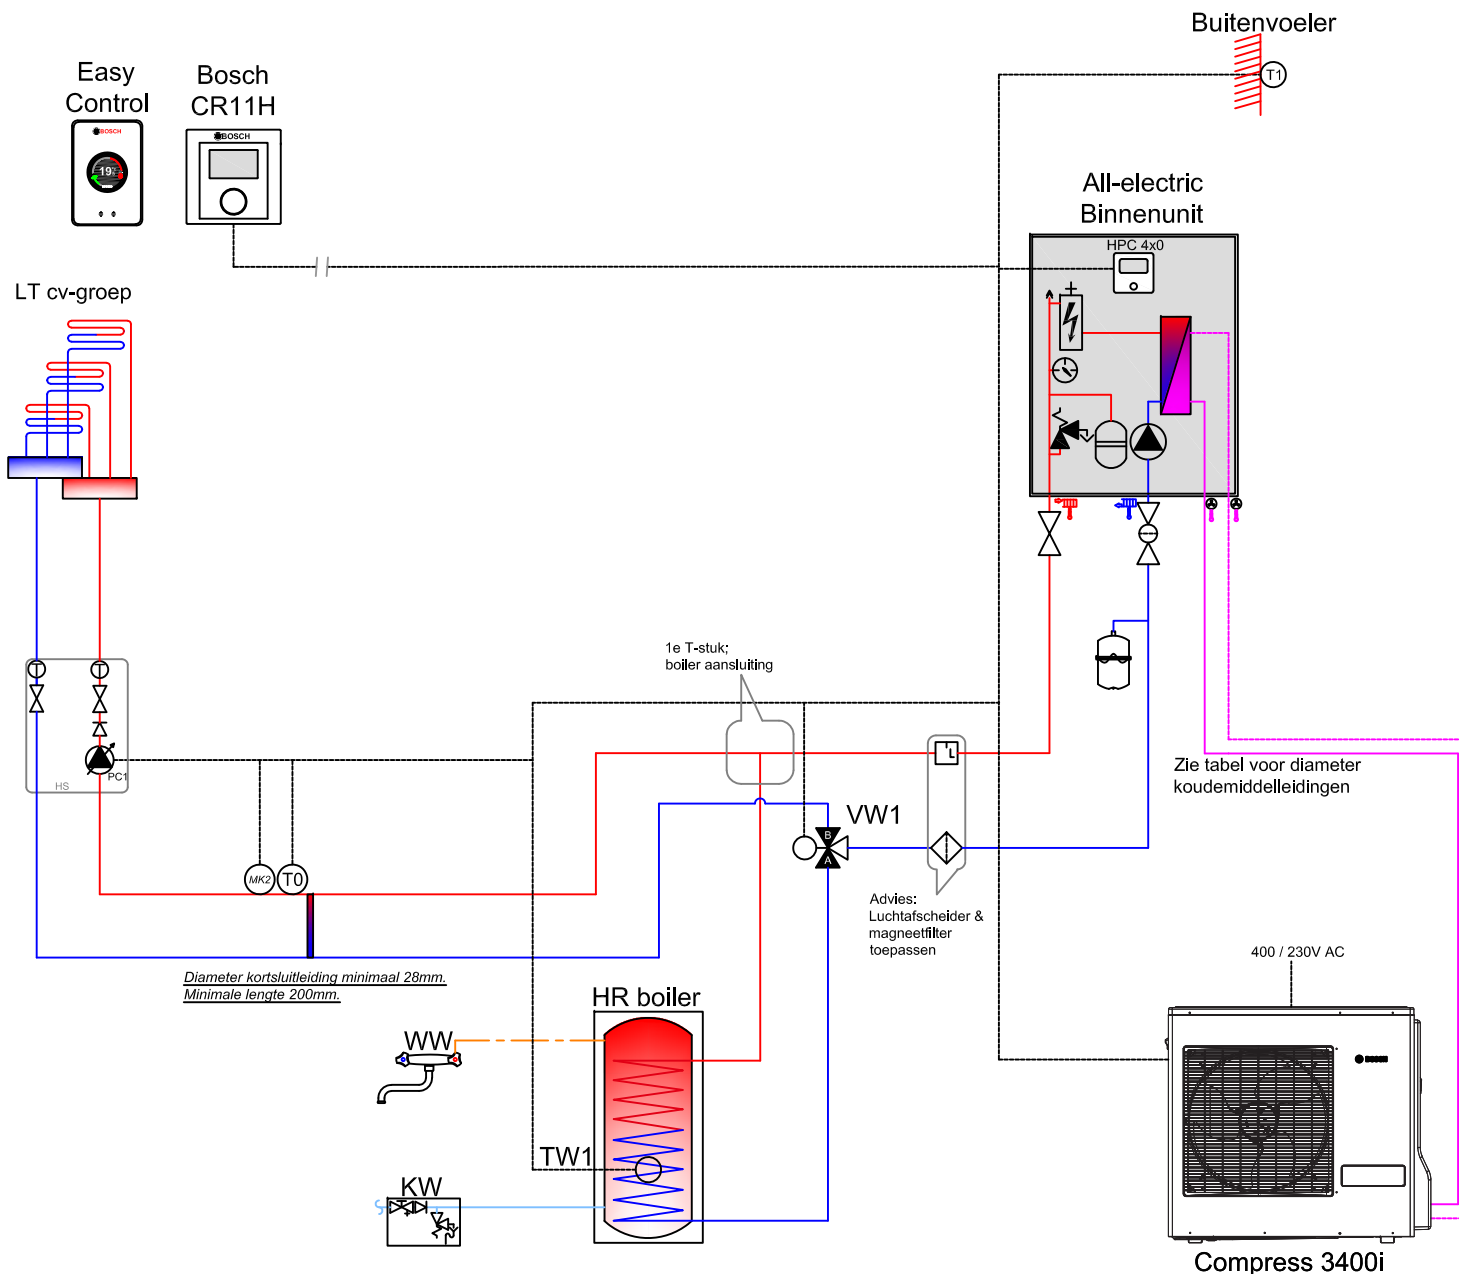 Buitenvoeler
T1
Easy
Control
BOSCH
19
Bosch
CR11H
BOSCH
All-electric
Binnenunit
HPC 4x0
LT cv-groep
1e T-stuk;
boiler aansluiting
T
T
PC1
HS
L
Zie tabel voor diameter
koudemiddelleidingen
VW1
B
A
MK2
T0
Advies:
Luchtafscheider &
magneetfilter
toepassen
Diameter kortsluitleiding minimaal 28mm.
Minimale lengte 200mm.
400 / 230V AC
HR boiler
WW
BOSCH
TW1
KW
Compress 3400i